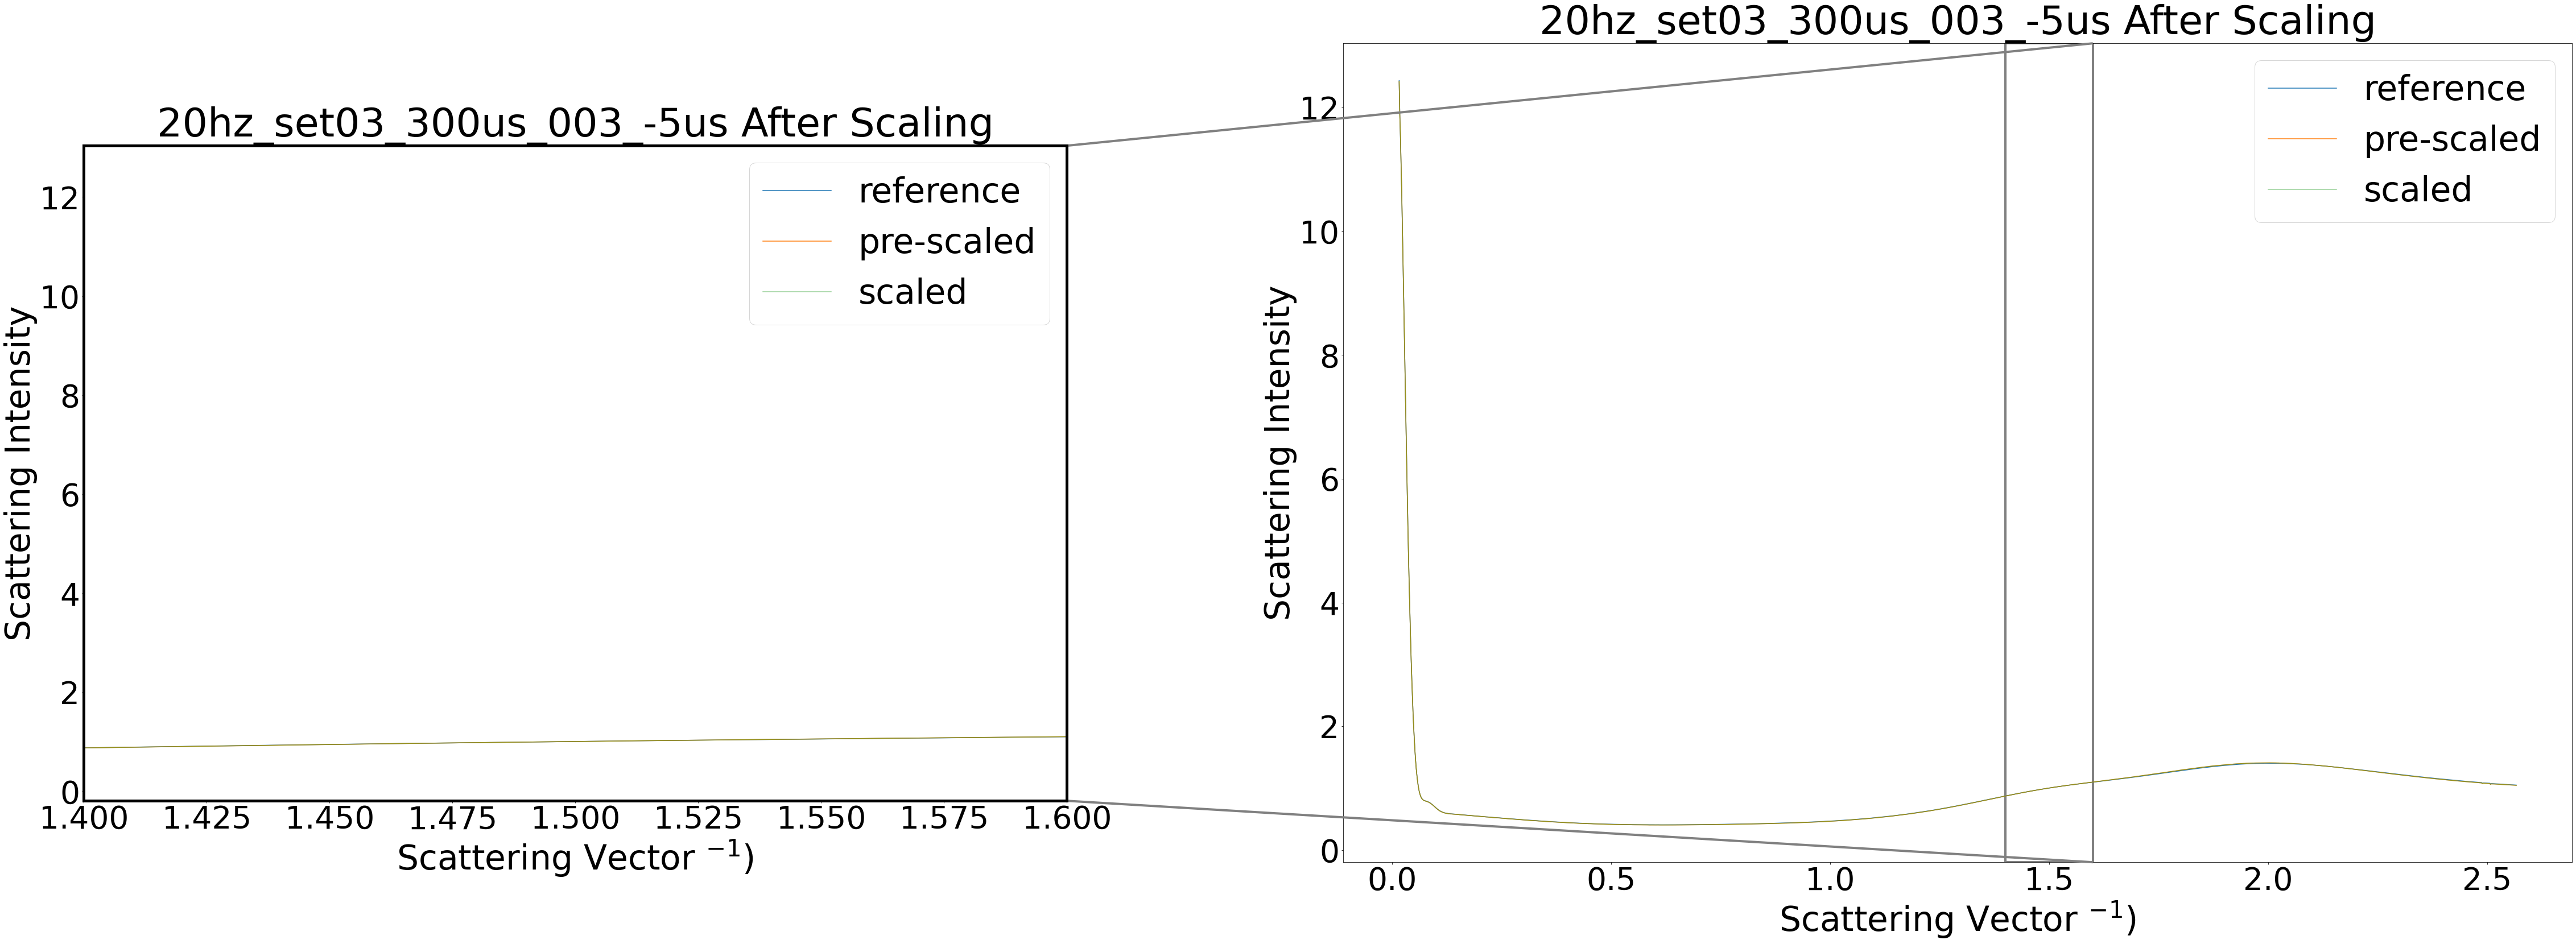 20hz_set03_300us_003_-5us After Scaling
reference
pre-scaled
scaled
Scattering Intensity
12
10
8
6
4
2
0
1.400 1.425 1.450 1.475 1.500 1.525 1.550 1.575 1.600
Scattering Vector ⁻¹)
20hz_set03_300us_003_-5us After Scaling
reference
pre-scaled
scaled
Scattering Intensity
12
10
8
6
4
2
0
0.0 0.5 1.0 1.5 2.0 2.5
Scattering Vector ⁻¹)